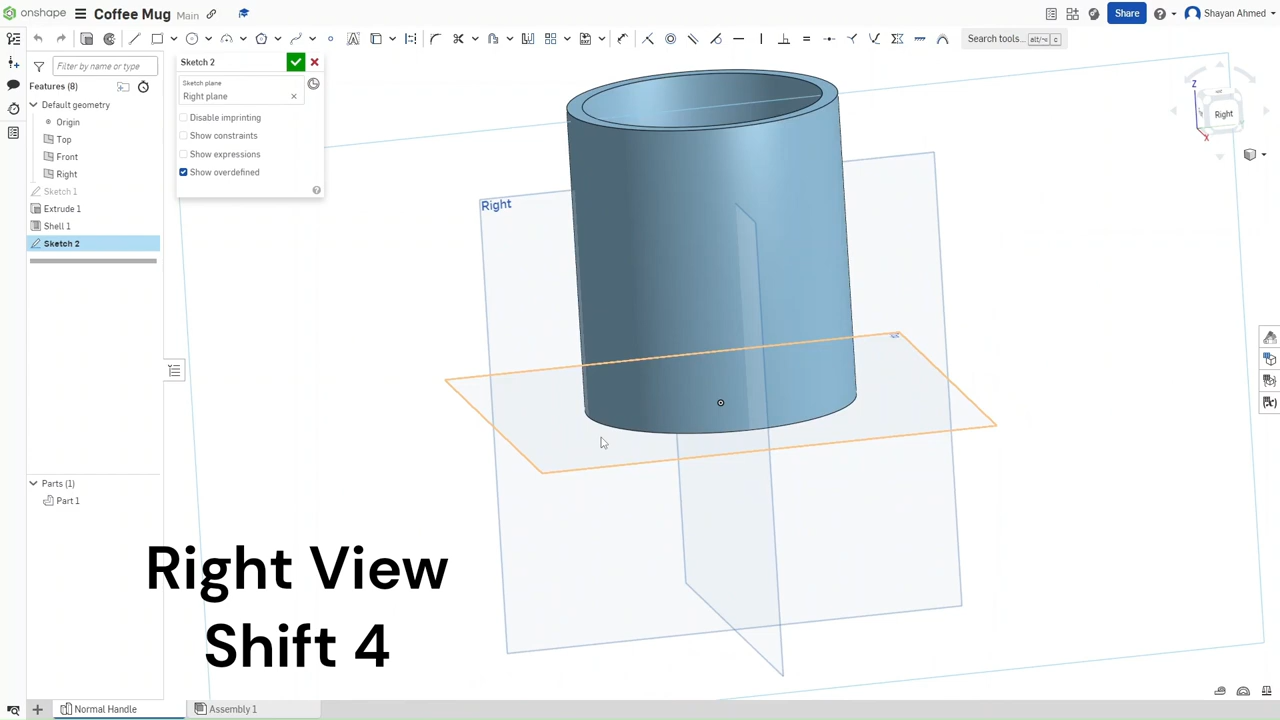 onshape
Coffee Mug Main
Share
Shayan Ahmed
Search tools... alt/⌥ c
Filter by name or type
Features (8)
Default geometry
Origin
Top
Front
Right
Sketch 1
Extrude 1
Shell 1
Sketch 2
Sketch 2
Sketch plane
Right plane
Disable imprinting
Show constraints
Show expressions
Show overdefined
Right
Z
Right
X
Parts (1)
Part 1
Right View
Shift 4
Normal Handle
Assembly 1